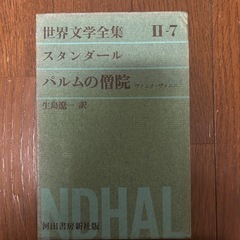 世界文学全集 II-7
スタンダール
パルムの僧院
生島遼一 訳
NDHAL
河出書房新社版